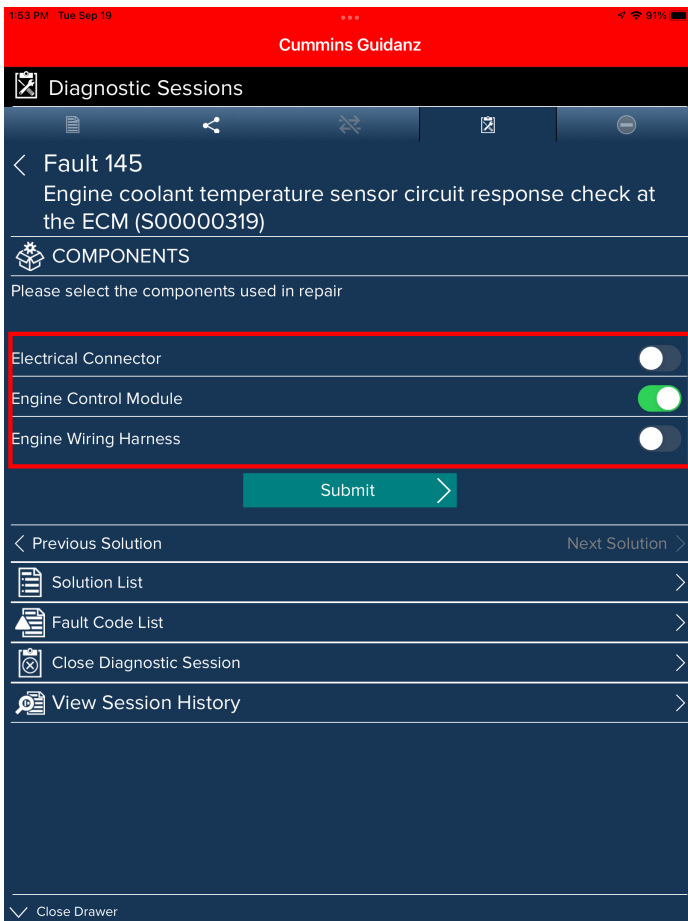 1:53 PM Tue Sep 19
91%
Cummins Guidanz
Diagnostic Sessions
Fault 145
Engine coolant temperature sensor circuit response check at
the ECM (S00000319)
COMPONENTS
Please select the components used in repair
Electrical Connector
Engine Control Module
Engine Wiring Harness
Submit
Previous Solution
Next Solution
Solution List
Fault Code List
Close Diagnostic Session
View Session History
Close Drawer